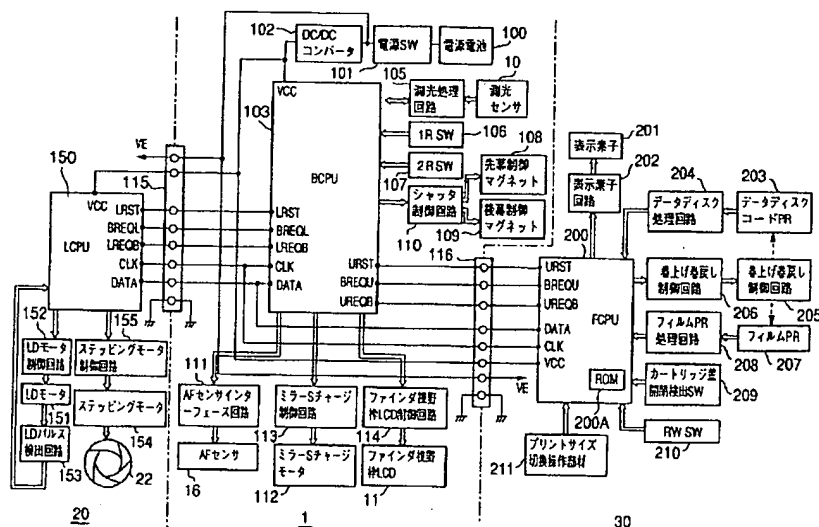 102
DC/DC
コンバータ
電源SW
101
電源電池
100
VCC
103
BCPU
105
測光処理
回路
10
測光
センサ
1R SW
106
2R SW
107
シャッタ
制御回路
110
108
先幕制御
マグネット
後幕制御
マグネット
109
150
VE
115
VCC
LCPU
LRST
BREQL
LREQB
CLK
DATA
LRST
BREQL
LREQB
CLK
DATA
URST
BREQU
UREQB
116
152
LDモータ
制御回路
LDモータ
151
LDパルス
検出回路
153
155
ステッピングモータ
制御回路
ステッピングモータ
154
22
20
111
AFセンサインターフェース回路
AFセンサ
16
ミラーSチャージ
制御回路
113
ミラーSチャージ
モータ
112
ファインダ視野
枠LCD制御回路
114
ファインダ視野
枠LCD
11
1
VE
表示素子
201
表示素子
回路
202
200
URST
BREQU
UREQB
FCPU
DATA
CLK
VCC
ROM
200A
204
データディスク
処理回路
203
データディスク
コードPR
巻上げ巻戻し
制御回路
206
巻上げ巻戻し
制御回路
205
フィルムPR
処理回路
208
フィルムPR
207
カートリッジ蓋
開閉検出SW
209
RW SW
210
プリントサイズ
切換操作部材
211
30